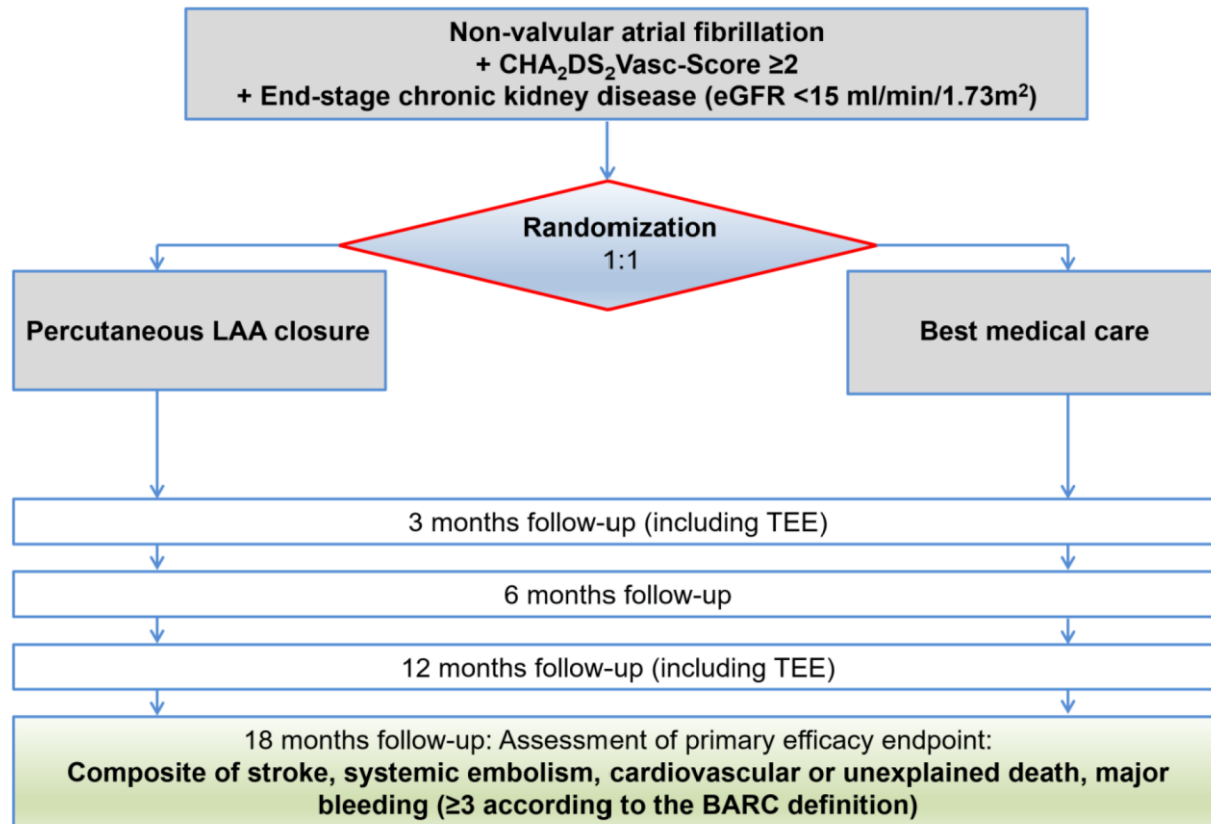 Non-valvular atrial fibrillation
+ CHA₂DS₂Vasc-Score ≥2
+ End-stage chronic kidney disease (eGFR <15 ml/min/1.73m²)
Randomization
1:1
Percutaneous LAA closure
Best medical care
3 months follow-up (including TEE)
6 months follow-up
12 months follow-up (including TEE)
18 months follow-up: Assessment of primary efficacy endpoint:
Composite of stroke, systemic embolism, cardiovascular or unexplained death, major
bleeding (≥3 according to the BARC definition)